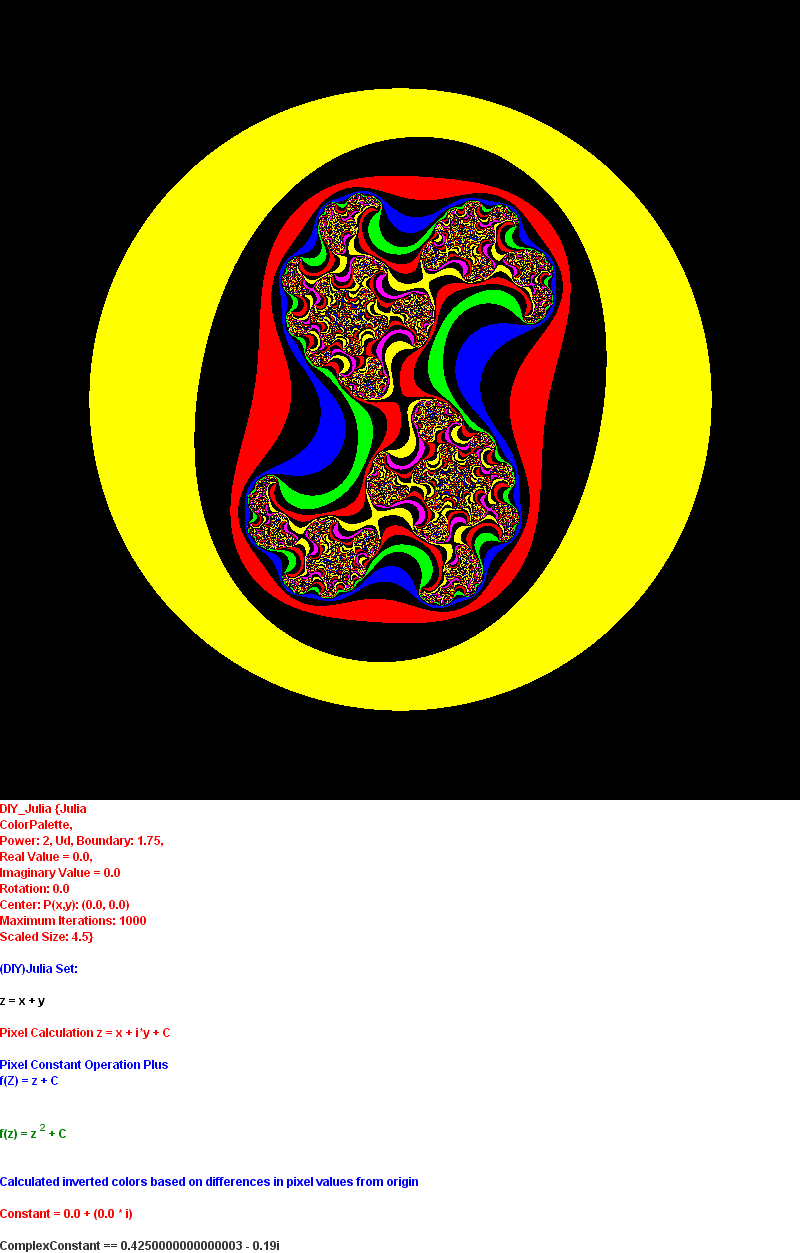 DIY_Julia {Julia
ColorPalette,
Power: 2, Ud, Boundary: 1.75,
Real Value = 0.0,
Imaginary Value = 0.0
Rotation: 0.0
Center: P(x,y): (0.0, 0.0)
Maximum Iterations: 1000
Scaled Size: 4.5}
(DIY)Julia Set:
z = x + y
Pixel Calculation z = x + i*y + C
Pixel Constant Operation Plus
f(Z) = z + C
f(z) = z ² + C
Calculated inverted colors based on differences in pixel values from origin
Constant = 0.0 + (0.0 * i)
ComplexConstant == 0.4250000000000003 - 0.19i